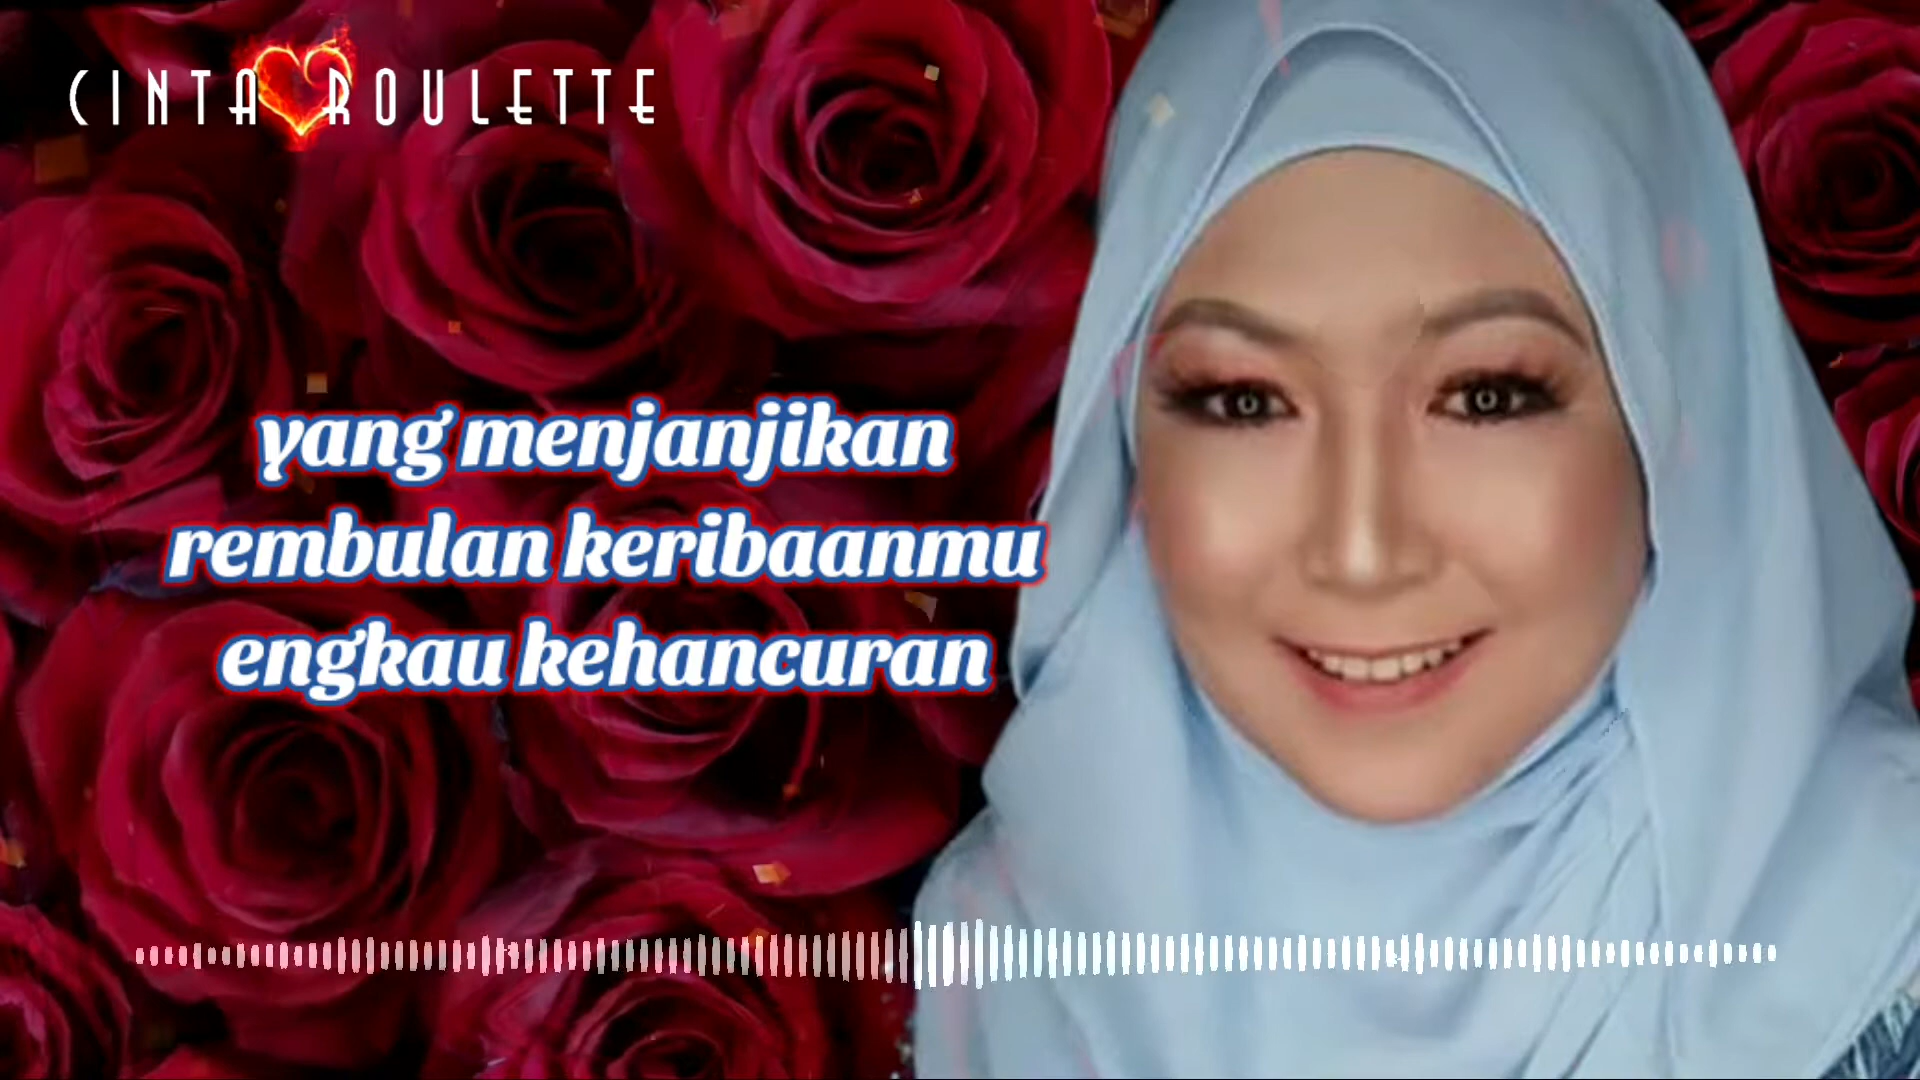 CINTA ROULETTE
yang menjanjikan
rembulan keribaanmu
engkau kehancuran